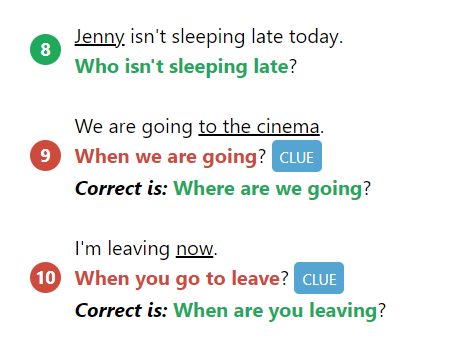 8 Jenny isn't sleeping late today.
Who isn't sleeping late?
We are going to the cinema.
9 When we are going? CLUE
Correct is: Where are we going?
I'm leaving now.
10 When you go to leave? CLUE
Correct is: When are you leaving?